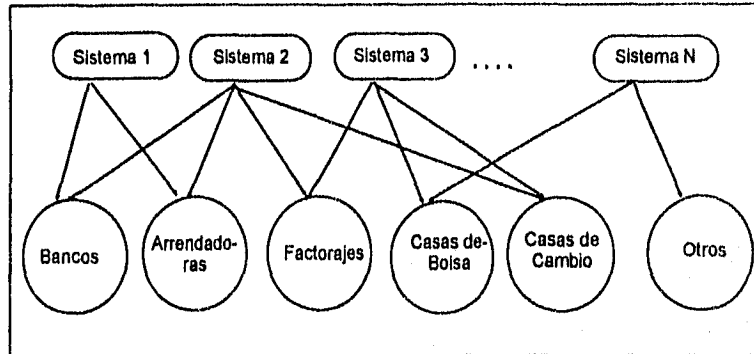 Sistema 1
Sistema 2
Sistema 3
....
Sistema N
Bancos
Arrendado-
ras
Factorajes
Casas de-
Bolsa
Casas de
Cambio
Otros